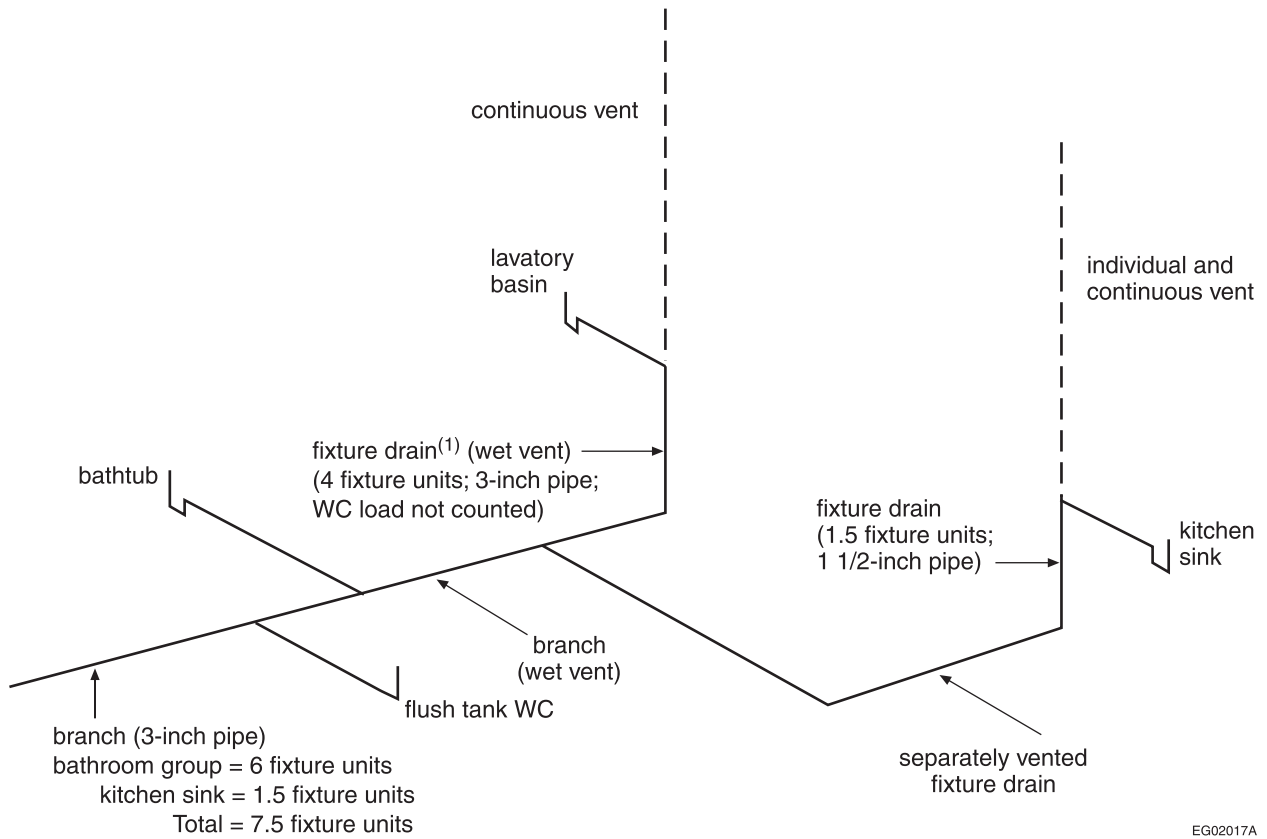 continuous vent
lavatory
basin
individual and
continuous vent
fixture drain(1) (wet vent)
(4 fixture units; 3-inch pipe;
WC load not counted)
bathtub
fixture drain
(1.5 fixture units;
1 1/2-inch pipe)
kitchen
sink
branch
(wet vent)
flush tank WC
branch (3-inch pipe)
bathroom group = 6 fixture units
kitchen sink = 1.5 fixture units
Total = 7.5 fixture units
separately vented
fixture drain
EG02017A